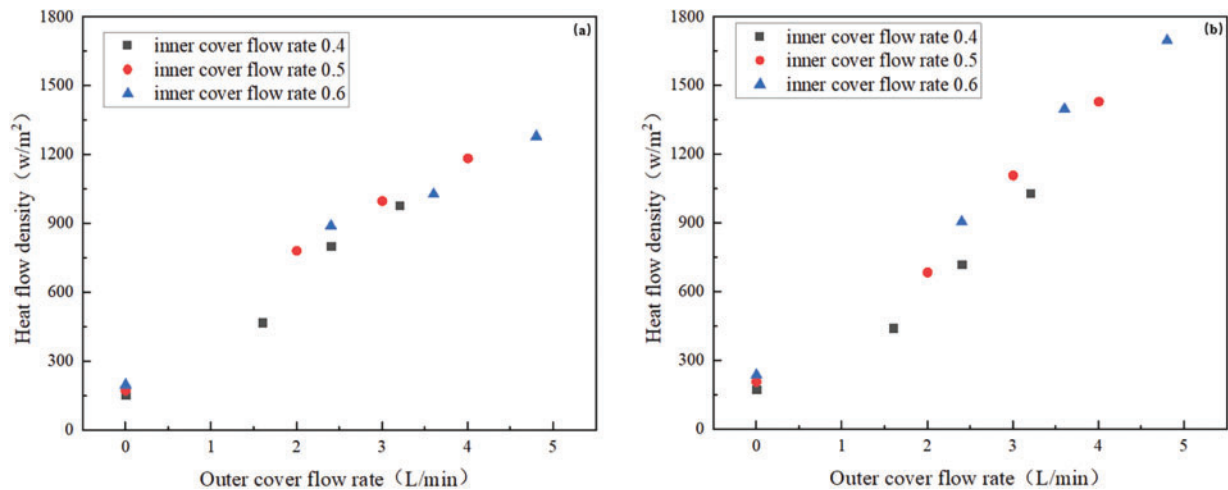 (a)
inner cover flow rate 0.4
inner cover flow rate 0.5
inner cover flow rate 0.6
Heat flow density（w/m²）
1800
1500
1200
900
600
300
0
0 1 2 3 4 5
Outer cover flow rate（L/min）
(b)
inner cover flow rate 0.4
inner cover flow rate 0.5
inner cover flow rate 0.6
Heat flow density（w/m²）
1800
1500
1200
900
600
300
0
0 1 2 3 4 5
Outer cover flow rate（L/min）